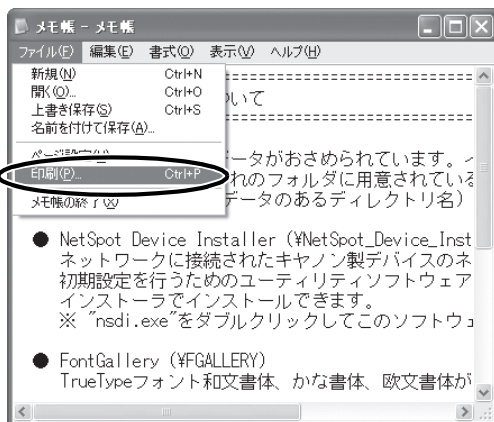 メモ帳 - メモ帳
ファイル(F) 編集(E) 書式(O) 表示(V) ヘルプ(H)
新規(N) Ctrl+N
開く(O)... Ctrl+O
上書き保存(S) Ctrl+S
名前を付けて保存(A)...
ページ設定(U)...
印刷(P)... Ctrl+P
メモ帳の終了(X)
ついて
ータがおさめられています。
れのフォルダに用意されている
データのあるディレクトリ名)
● NetSpot Device Installer (¥NetSpot_Device_Inst
ネットワークに接続されたキヤノン製デバイスのネ
初期設定を行うためのユーティリティソフトウェア
インストーラでインストールできます。
※ "nsdi.exe"をダブルクリックしてこのソフトウェ
● FontGallery (¥FGALLERY)
TrueTypeフォント和文書体、かな書体、欧文書体が